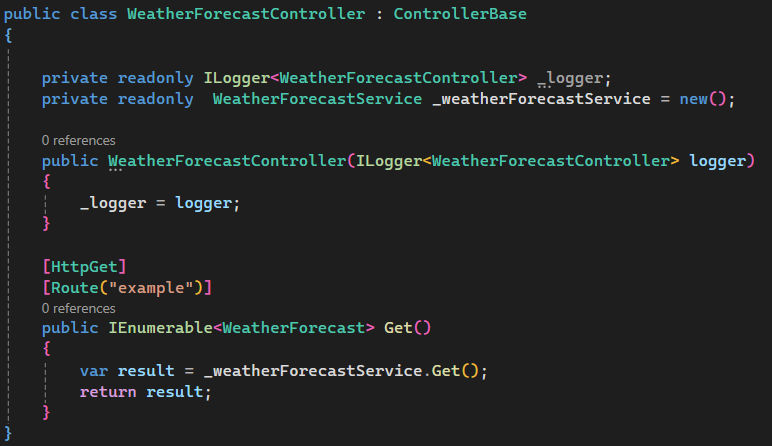 public class WeatherForecastController : ControllerBase
{
    private readonly ILogger<WeatherForecastController> _logger;
    private readonly  WeatherForecastService _weatherForecastService = new();
    0 references
    public WeatherForecastController(ILogger<WeatherForecastController> logger)
    {
        _logger = logger;
    }
    [HttpGet]
    [Route("example")]
    0 references
    public IEnumerable<WeatherForecast> Get()
    {
        var result = _weatherForecastService.Get();
        return result;
    }
}